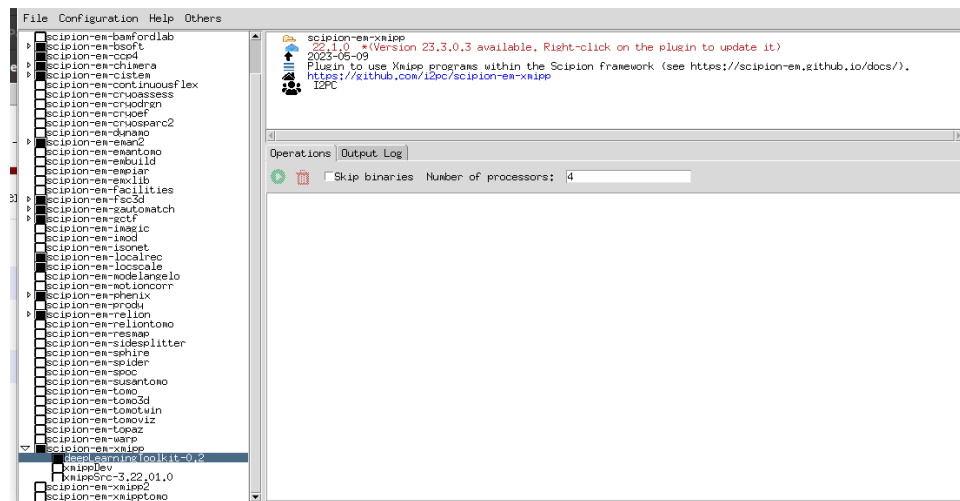 File Configuration Help Others
scipion-em-bamfordlab
scipion-em-bsoft
scipion-em-ccp4
scipion-em-chimera
scipion-em-cistem
scipion-em-continuousflex
scipion-em-cryoassess
scipion-em-cryodrgn
scipion-em-cryoef
scipion-em-cryosparc2
scipion-em-dynamo
scipion-em-eman2
scipion-em-emantomo
scipion-em-embuild
scipion-em-empiar
scipion-em-emxlib
scipion-em-facilities
scipion-em-fsc3d
scipion-em-gautomatch
scipion-em-gctf
scipion-em-imagic
scipion-em-imod
scipion-em-isonet
scipion-em-localrec
scipion-em-locscale
scipion-em-modelangelo
scipion-em-motioncorr
scipion-em-phenix
scipion-em-prody
scipion-em-relion
scipion-em-reliontomo
scipion-em-resmap
scipion-em-sidesplitter
scipion-em-sphire
scipion-em-spider
scipion-em-spoc
scipion-em-susantomo
scipion-em-tomo
scipion-em-tomo3d
scipion-em-tomotwin
scipion-em-tomoviz
scipion-em-topaz
scipion-em-warp
scipion-em-xmipp
deepLearningToolkit-0.2
xmippDev
xmippSrc-3.22.01.0
scipion-em-xmipp2
scipion-em-xmipptomo
scipion-em-xmipp
22.1.0 *(Version 23.3.0.3 available. Right-click on the plugin to update it)
2023-05-09
Plugin to use Xmipp programs within the Scipion framework (see https://scipion-em.github.io/docs/).
https://github.com/i2pc/scipion-em-xmipp
I2PC
Operations Output Log
Skip binaries Number of processors: 4